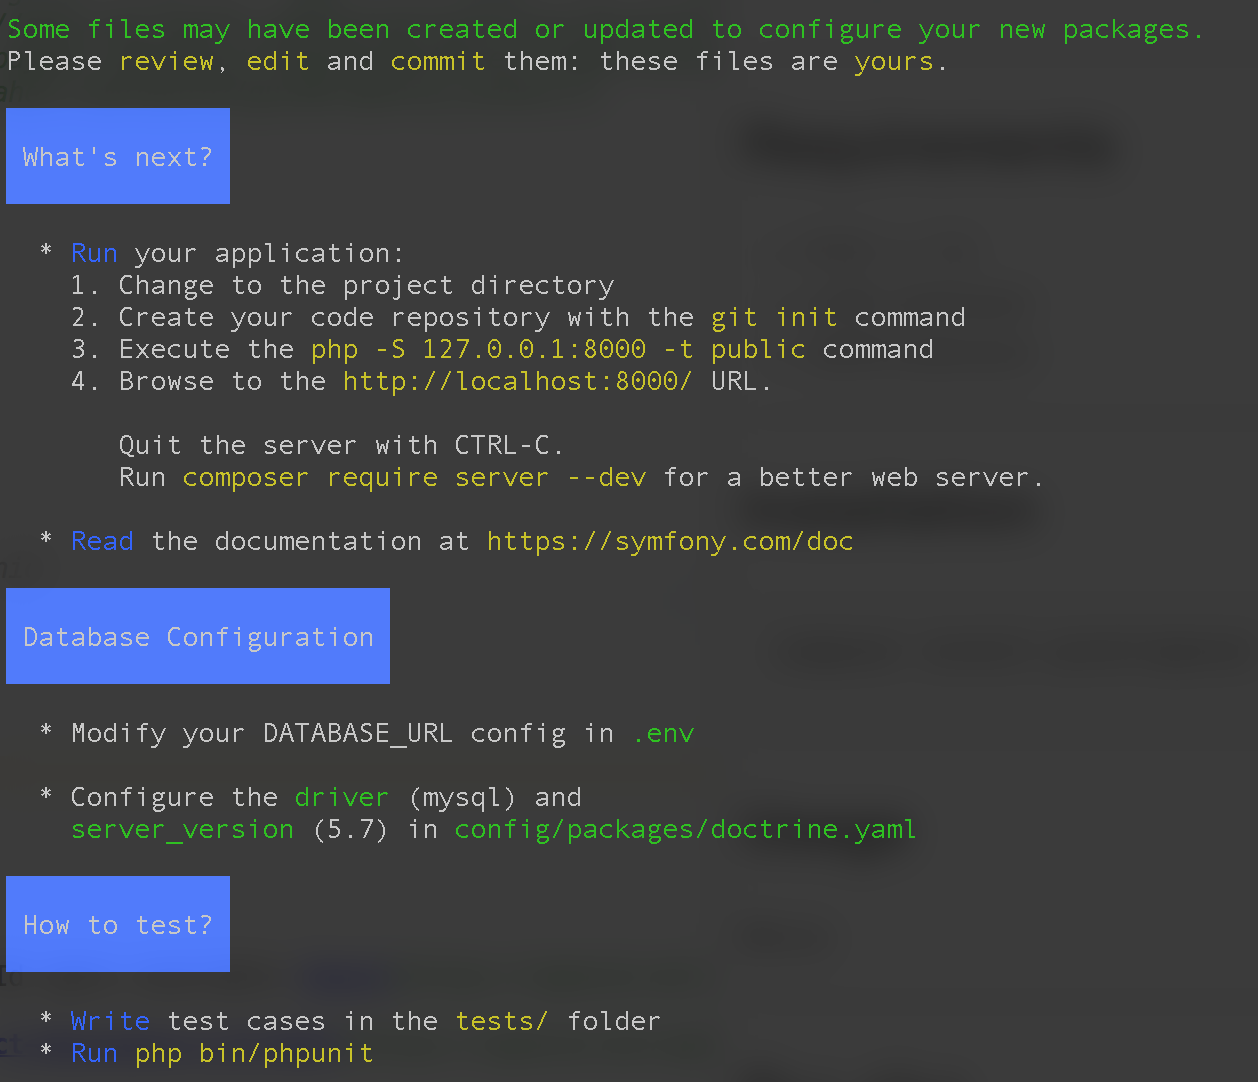 Some files may have been created or updated to configure your new packages.
Please review, edit and commit them: these files are yours.
What's next?
* Run your application:
1. Change to the project directory
2. Create your code repository with the git init command
3. Execute the php -S 127.0.0.1:8000 -t public command
4. Browse to the http://localhost:8000/ URL.
Quit the server with CTRL-C.
Run composer require server --dev for a better web server.
* Read the documentation at https://symfony.com/doc
Database Configuration
* Modify your DATABASE_URL config in .env
* Configure the driver (mysql) and
server_version (5.7) in config/packages/doctrine.yaml
How to test?
* Write test cases in the tests/ folder
* Run php bin/phpunit